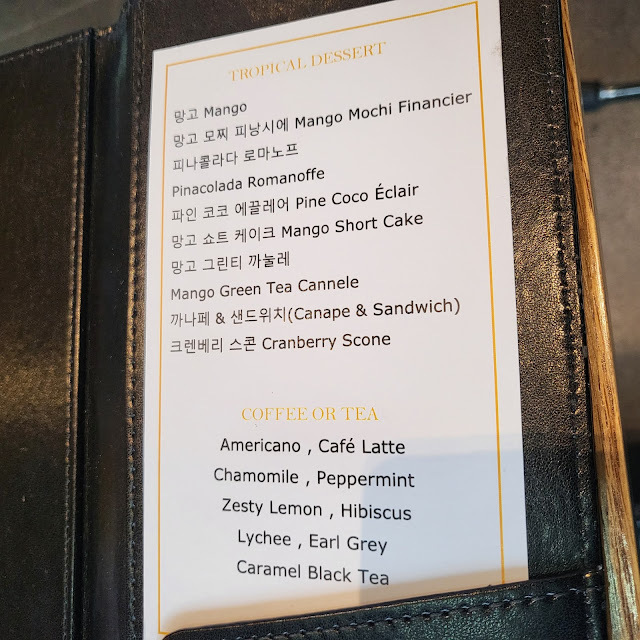 TROPICAL DESSERT
망고 Mango
망고 모찌 피낭시에 Mango Mochi Financier
피나콜라다 로마노프
Pinacolada Romanoffe
파인 코코 에끌레어 Pine Coco Éclair
망고 쇼트 케이크 Mango Short Cake
망고 그린티 까눌레
Mango Green Tea Cannele
까나페 & 샌드위치(Canape & Sandwich)
크렌베리 스콘 Cranberry Scone
COFFEE OR TEA
Americano , Café Latte
Chamomile , Peppermint
Zesty Lemon , Hibiscus
Lychee , Earl Grey
Caramel Black Tea